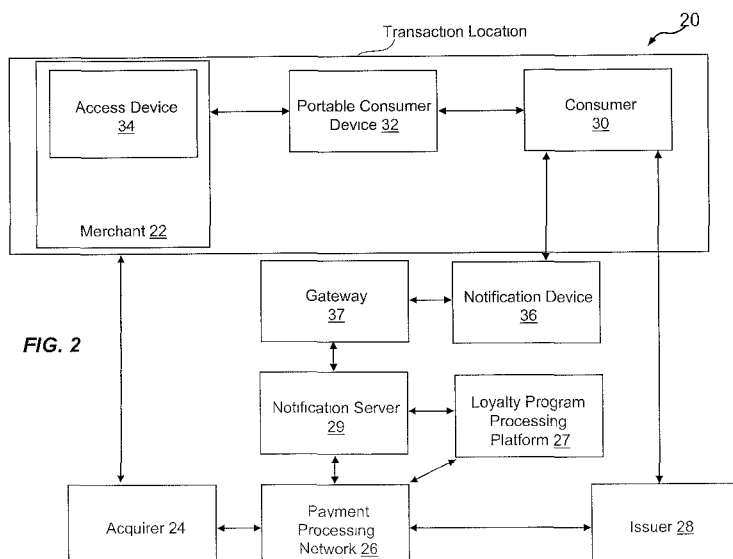 Transaction Location
20
Access Device
34
Portable Consumer
Device 32
Consumer
30
Merchant 22
Gateway
37
Notification Device
36
FIG. 2
Notification Server
29
Loyalty Program
Processing
Platform 27
Acquirer 24
Payment
Processing
Network 26
Issuer 28